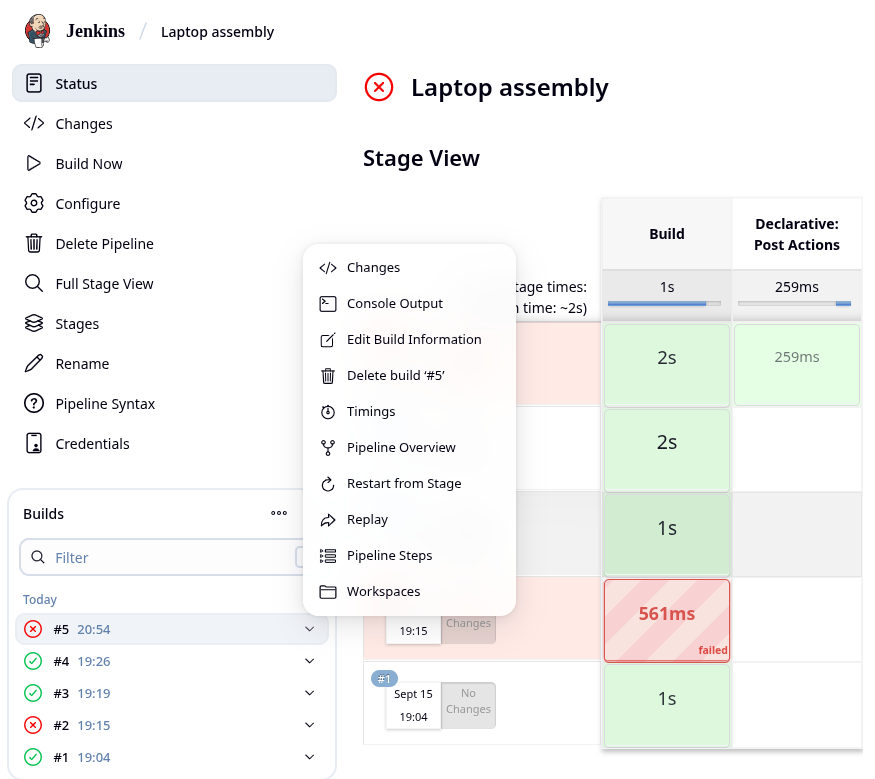 Jenkins / Laptop assembly
Status
Changes
Build Now
Configure
Delete Pipeline
Full Stage View
Stages
Rename
Pipeline Syntax
Credentials
Builds
Filter
Today
#5 20:54
#4 19:26
#3 19:19
#2 19:15
#1 19:04
Changes
Console Output
Edit Build Information
Delete build ‘#5’
Timings
Pipeline Overview
Restart from Stage
Replay
Pipeline Steps
Workspaces
Laptop assembly
Stage View
Build
Declarative:
Post Actions
times:
time: ~2s)
1s
259ms
2s
259ms
2s
1s
19:15
Changes
561ms
failed
#1
Sept 15
19:04
No
Changes
1s